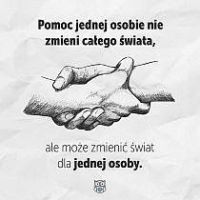 Pomoc jednej osobie nie
zmieni całego świata,
ale może zmienić świat
dla jednej osoby.